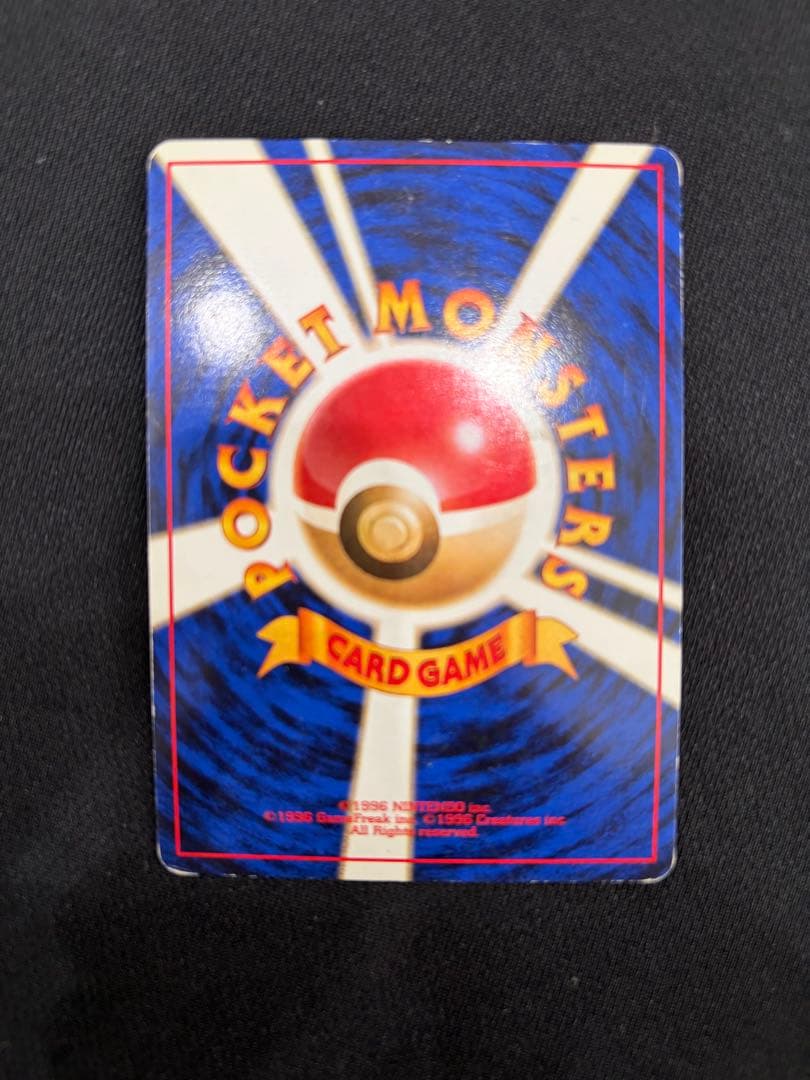 POCKET MONSTERS
CARD GAME
©1996 NINTENDO inc.
©1996 GameFreak inc. ©1996 Creatures inc.
All Rights reserved.